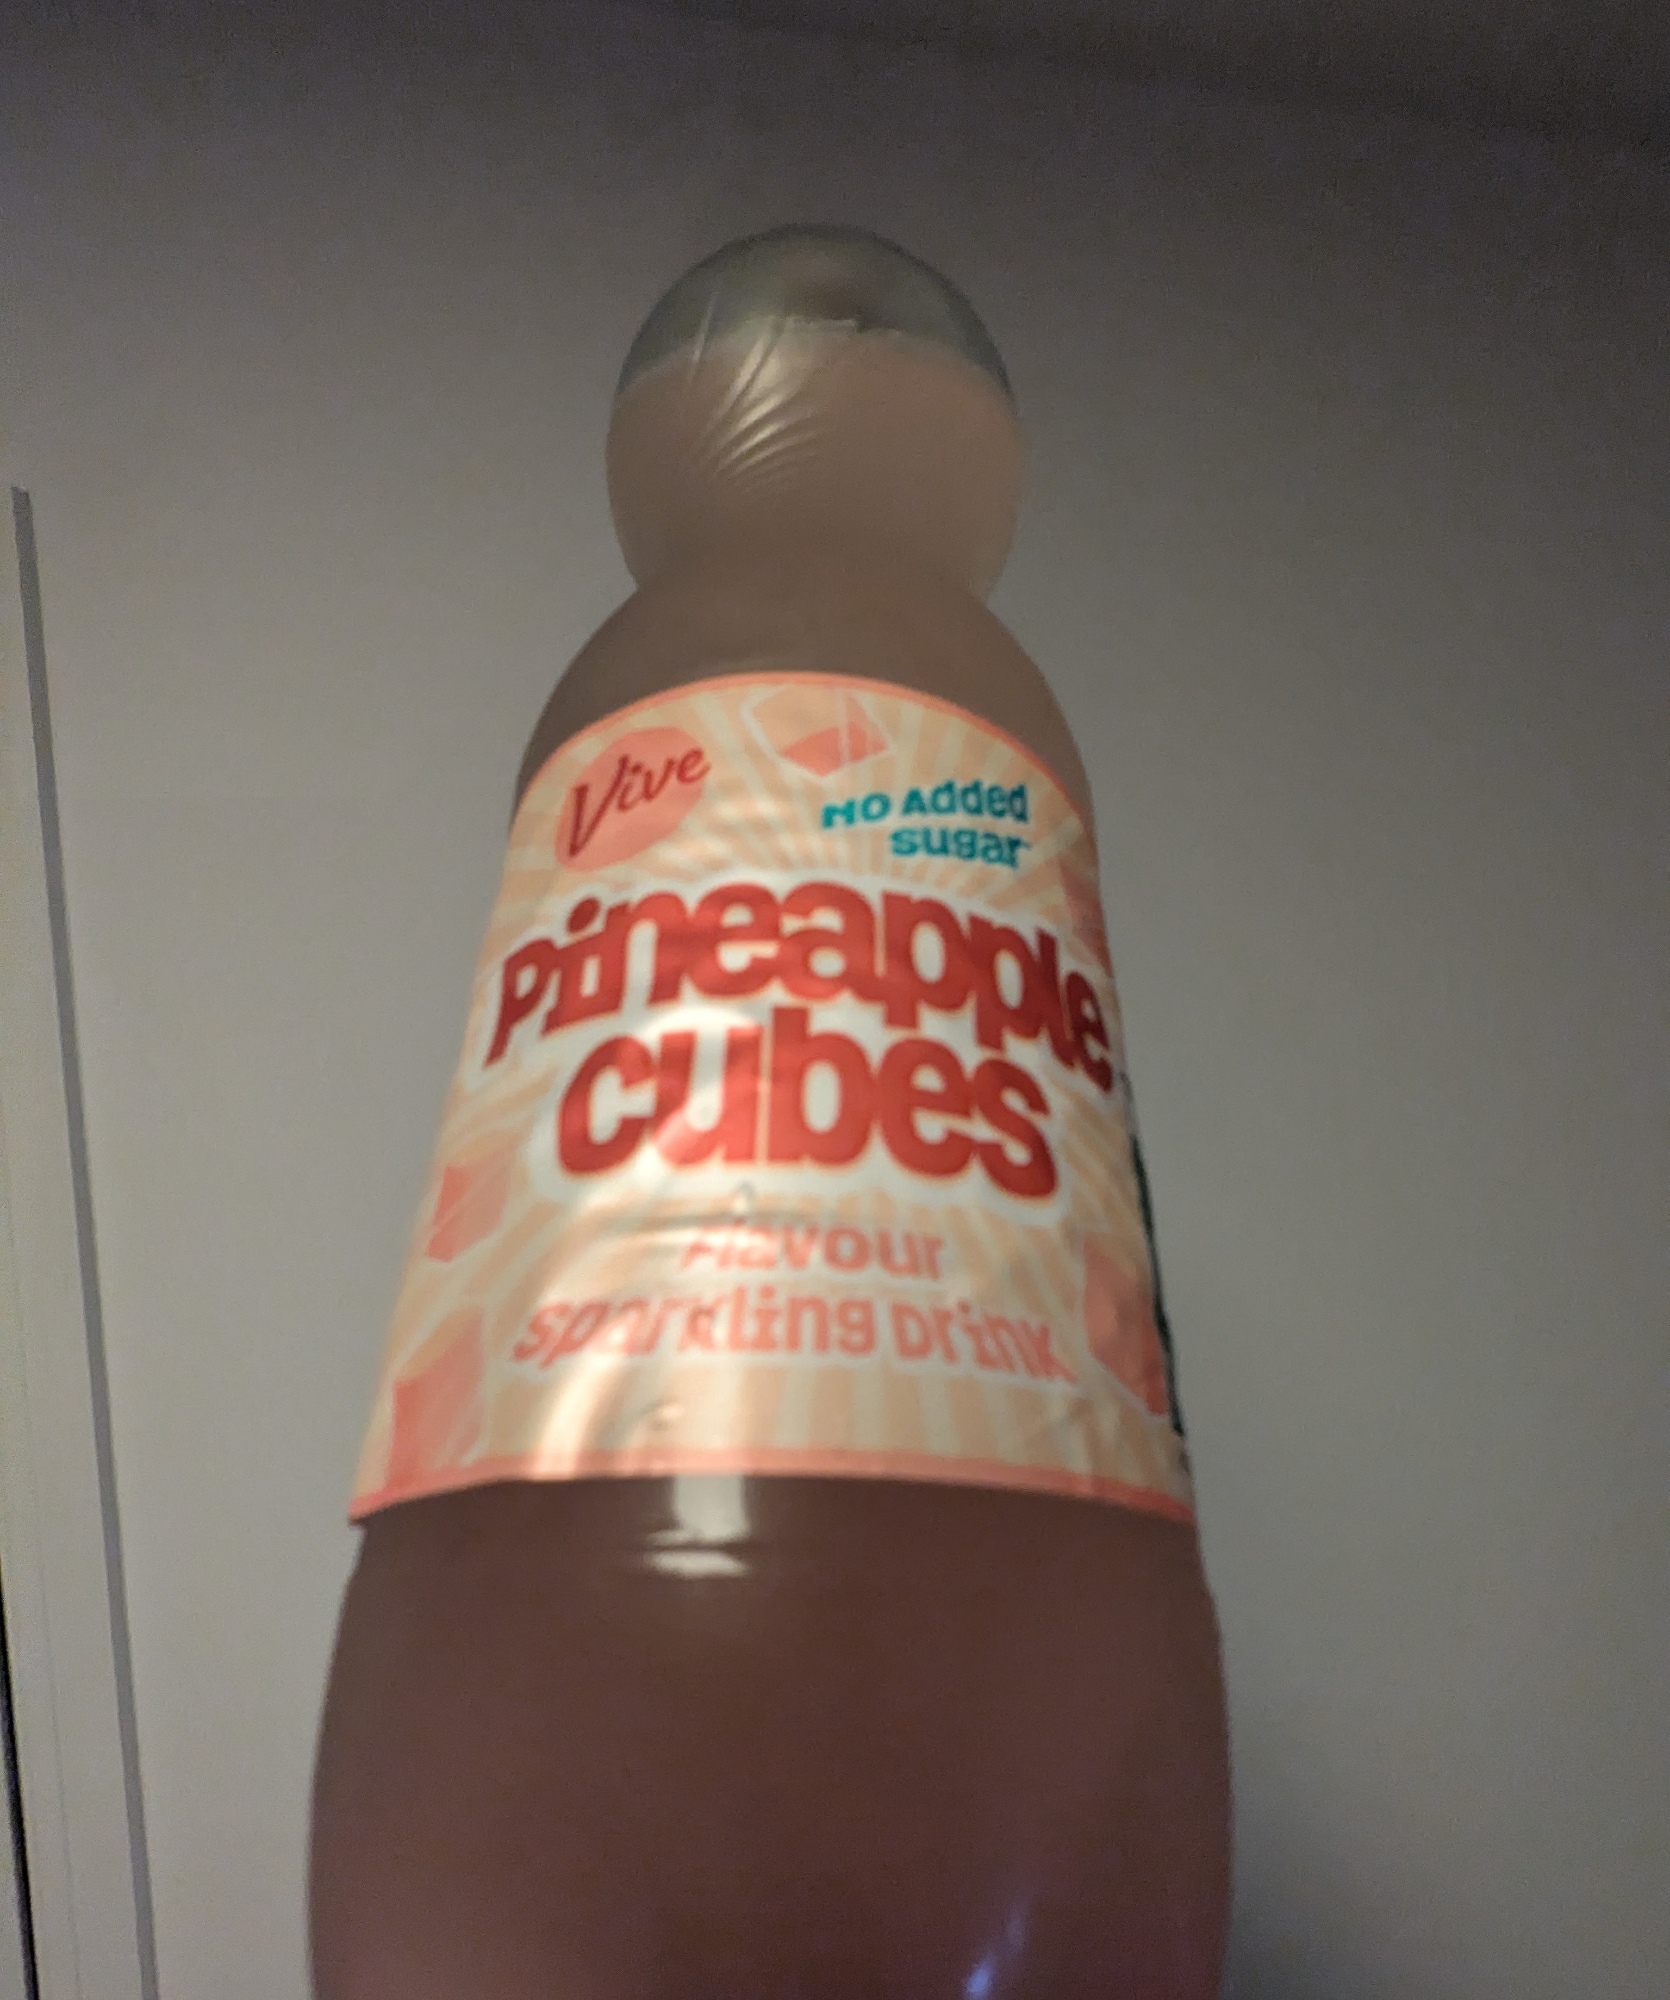 Vive
NO Added
sugar
Pineapple
cubes
Flavour
sparkling Drink